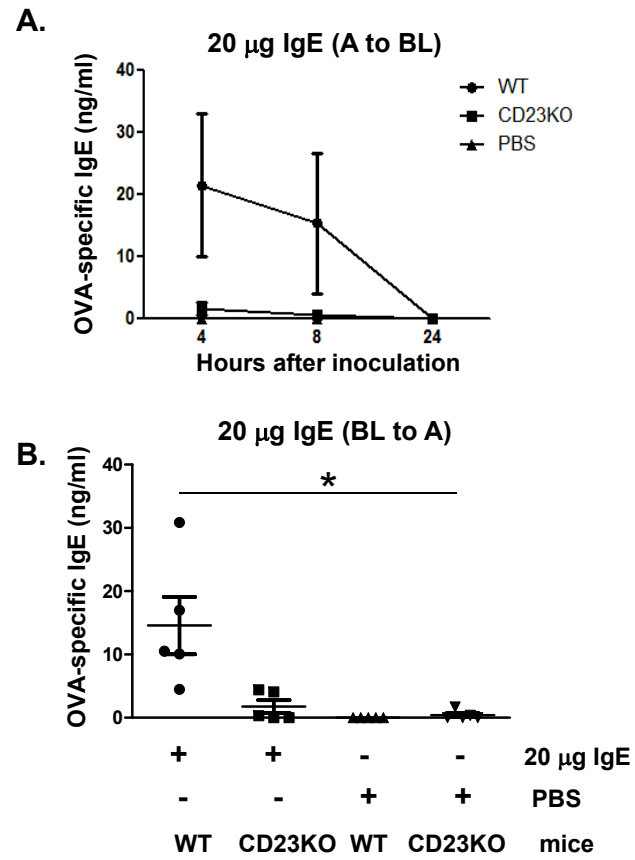 A.
20 μg IgE (A to BL)
OVA-specific IgE (ng/ml)
40
30
20
10
0
4 8 24
Hours after inoculation
WT
CD23KO
PBS
B.
20 μg IgE (BL to A)
OVA-specific IgE (ng/ml)
40
30
20
10
0
*
+ + - - 20 μg IgE
- - + + PBS
WT CD23KO WT CD23KO mice